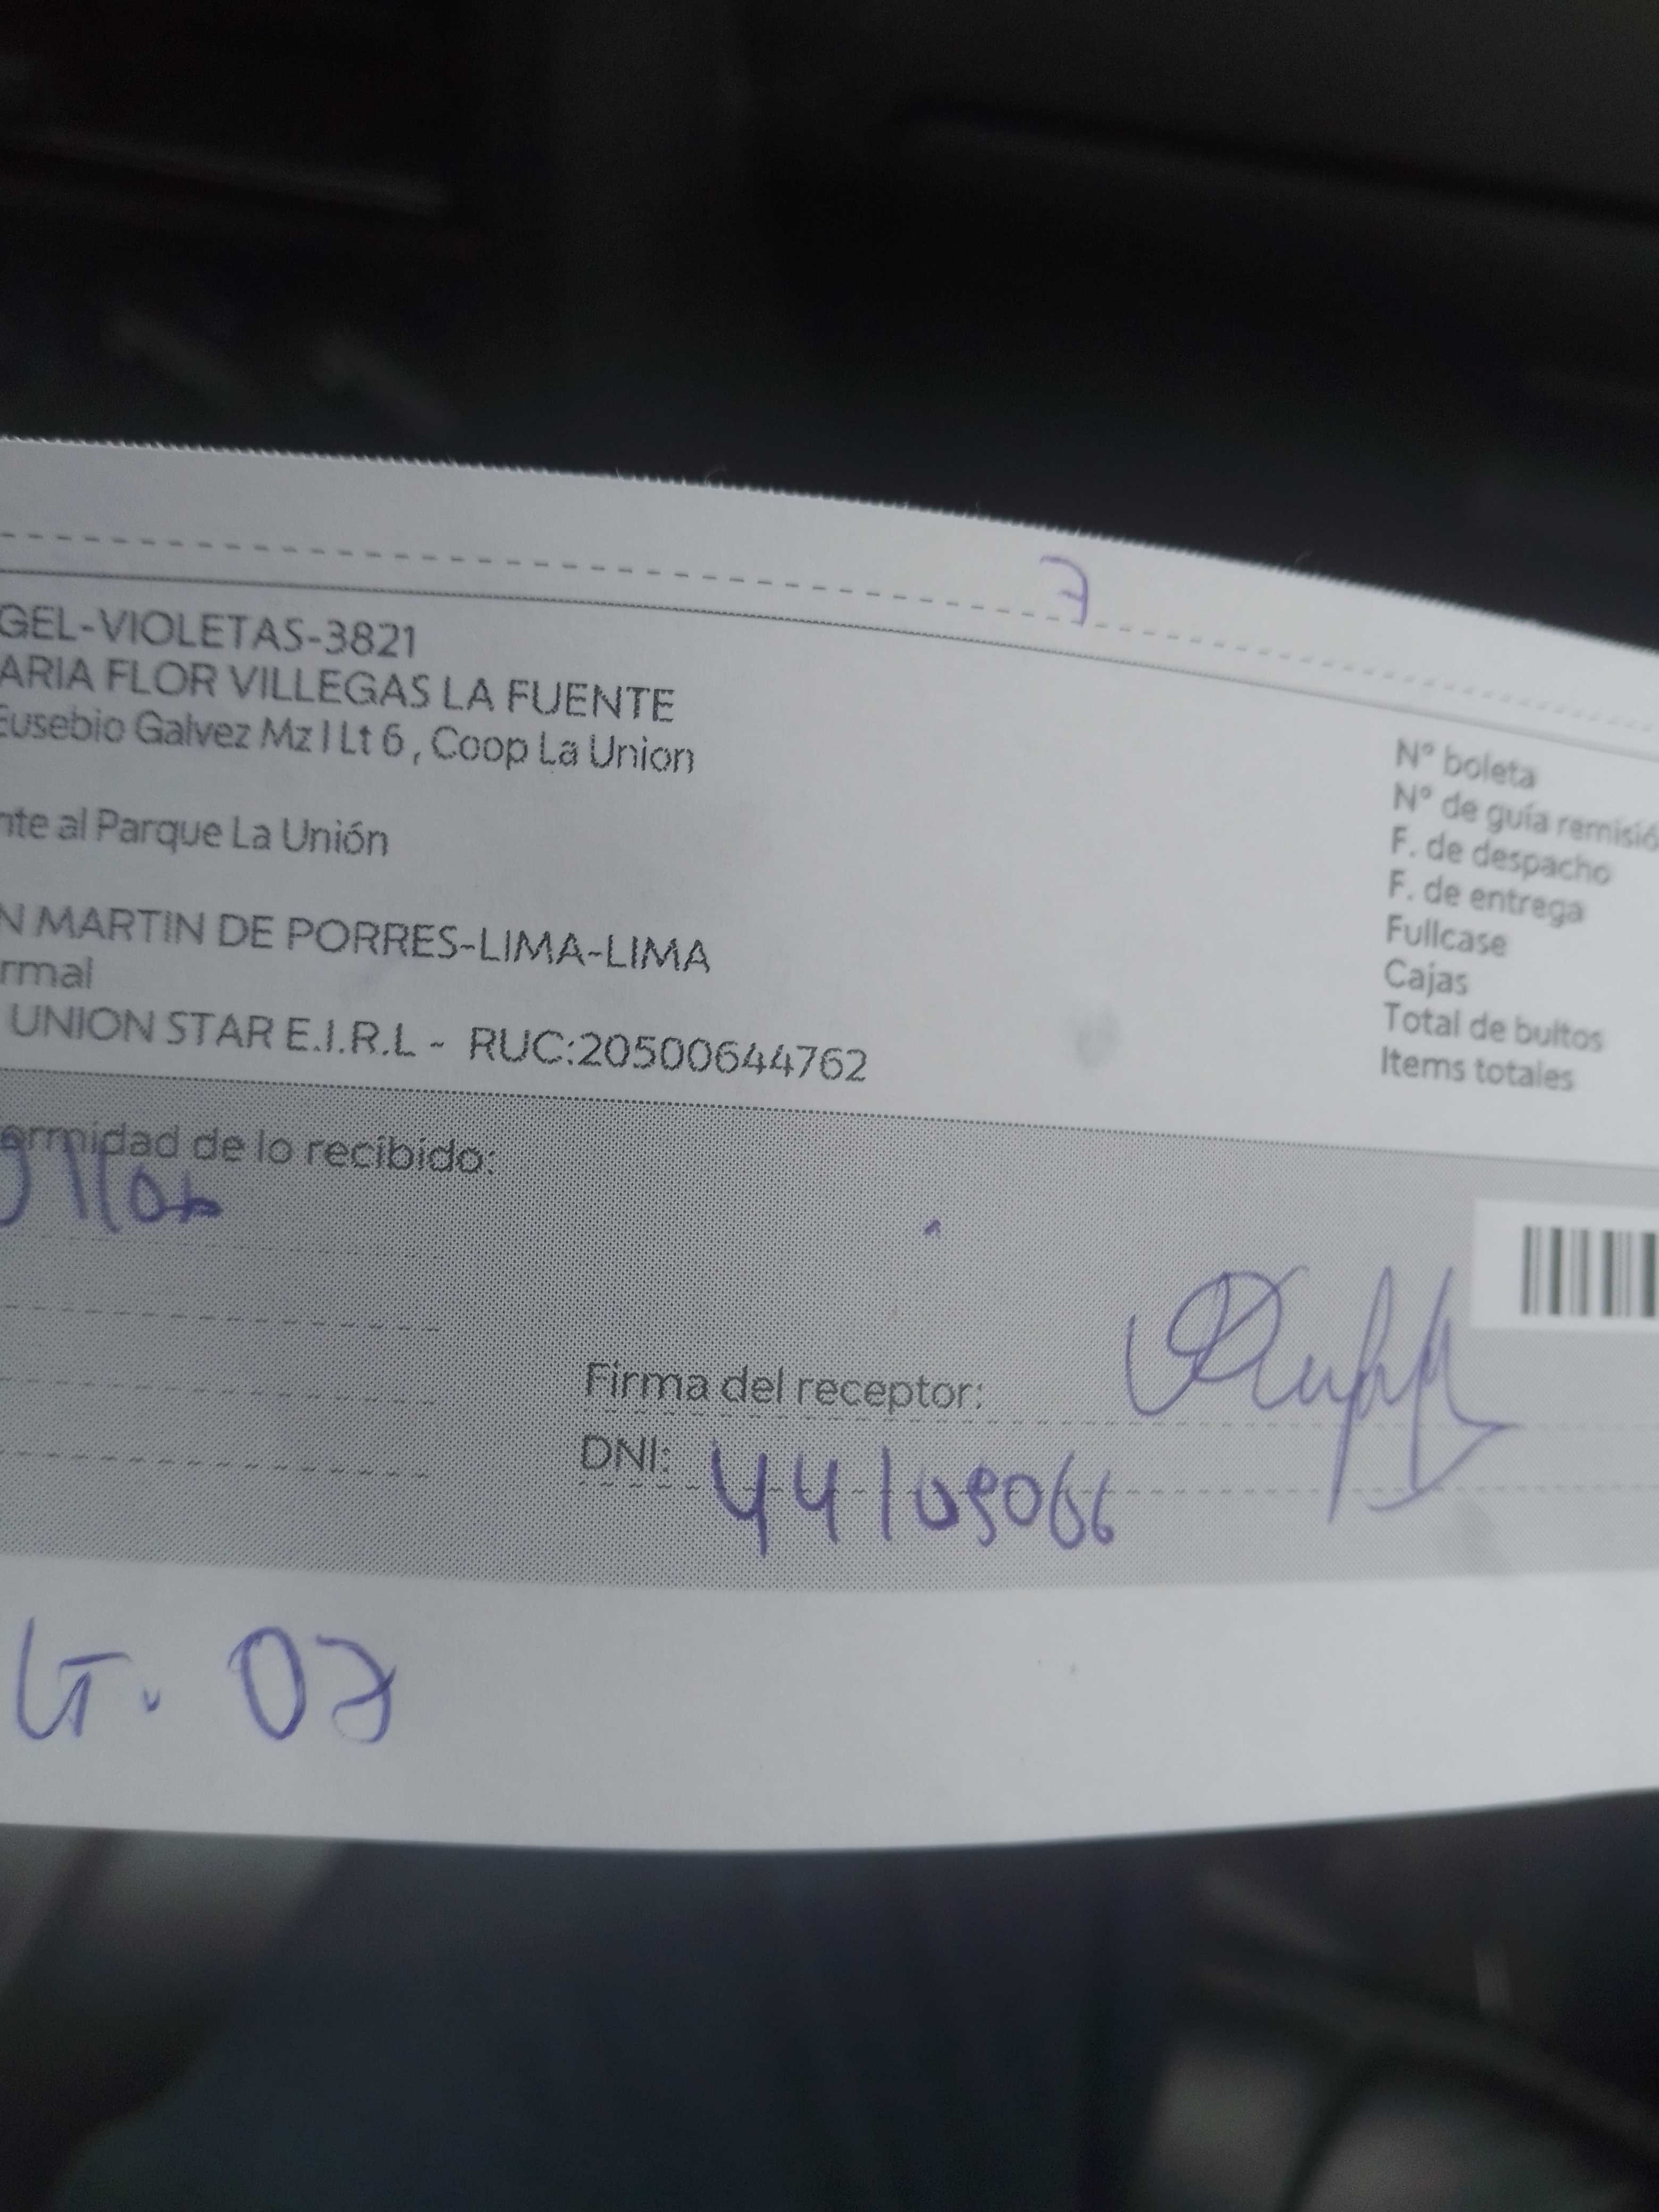 7
GEL-VIOLETAS-3821
ARIA FLOR VILLEGAS LA FUENTE
Eusebio Galvez Mz I Lt 6 , Coop La Union
nte al Parque La Unión
N MARTIN DE PORRES-LIMA-LIMA
rmal
UNION STAR E.I.R.L - RUC:20500644762
N° boleta
N° de guía remisió
F. de despacho
F. de entrega
Fullcase
Cajas
Total de bultos
Items totales
ormidad de lo recibido:
Firma del receptor:
DNI: 44109066
LT. 07